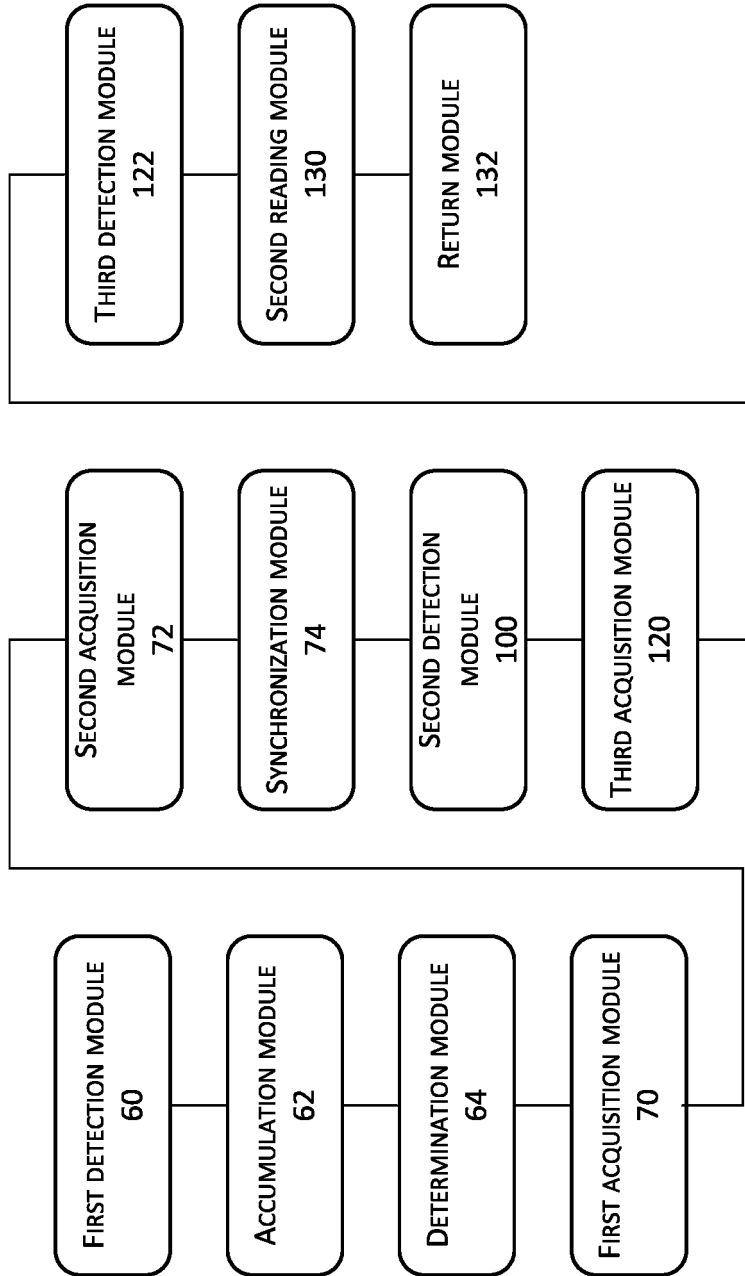 FIRST DETECTION MODULE
60
ACCUMULATION MODULE
62
DETERMINATION MODULE
64
FIRST ACQUISITION MODULE
70
SECOND ACQUISITION
MODULE
72
SYNCHRONIZATION MODULE
74
SECOND DETECTION
MODULE
100
THIRD ACQUISITION MODULE
120
THIRD DETECTION MODULE
122
SECOND READING MODULE
130
RETURN MODULE
132